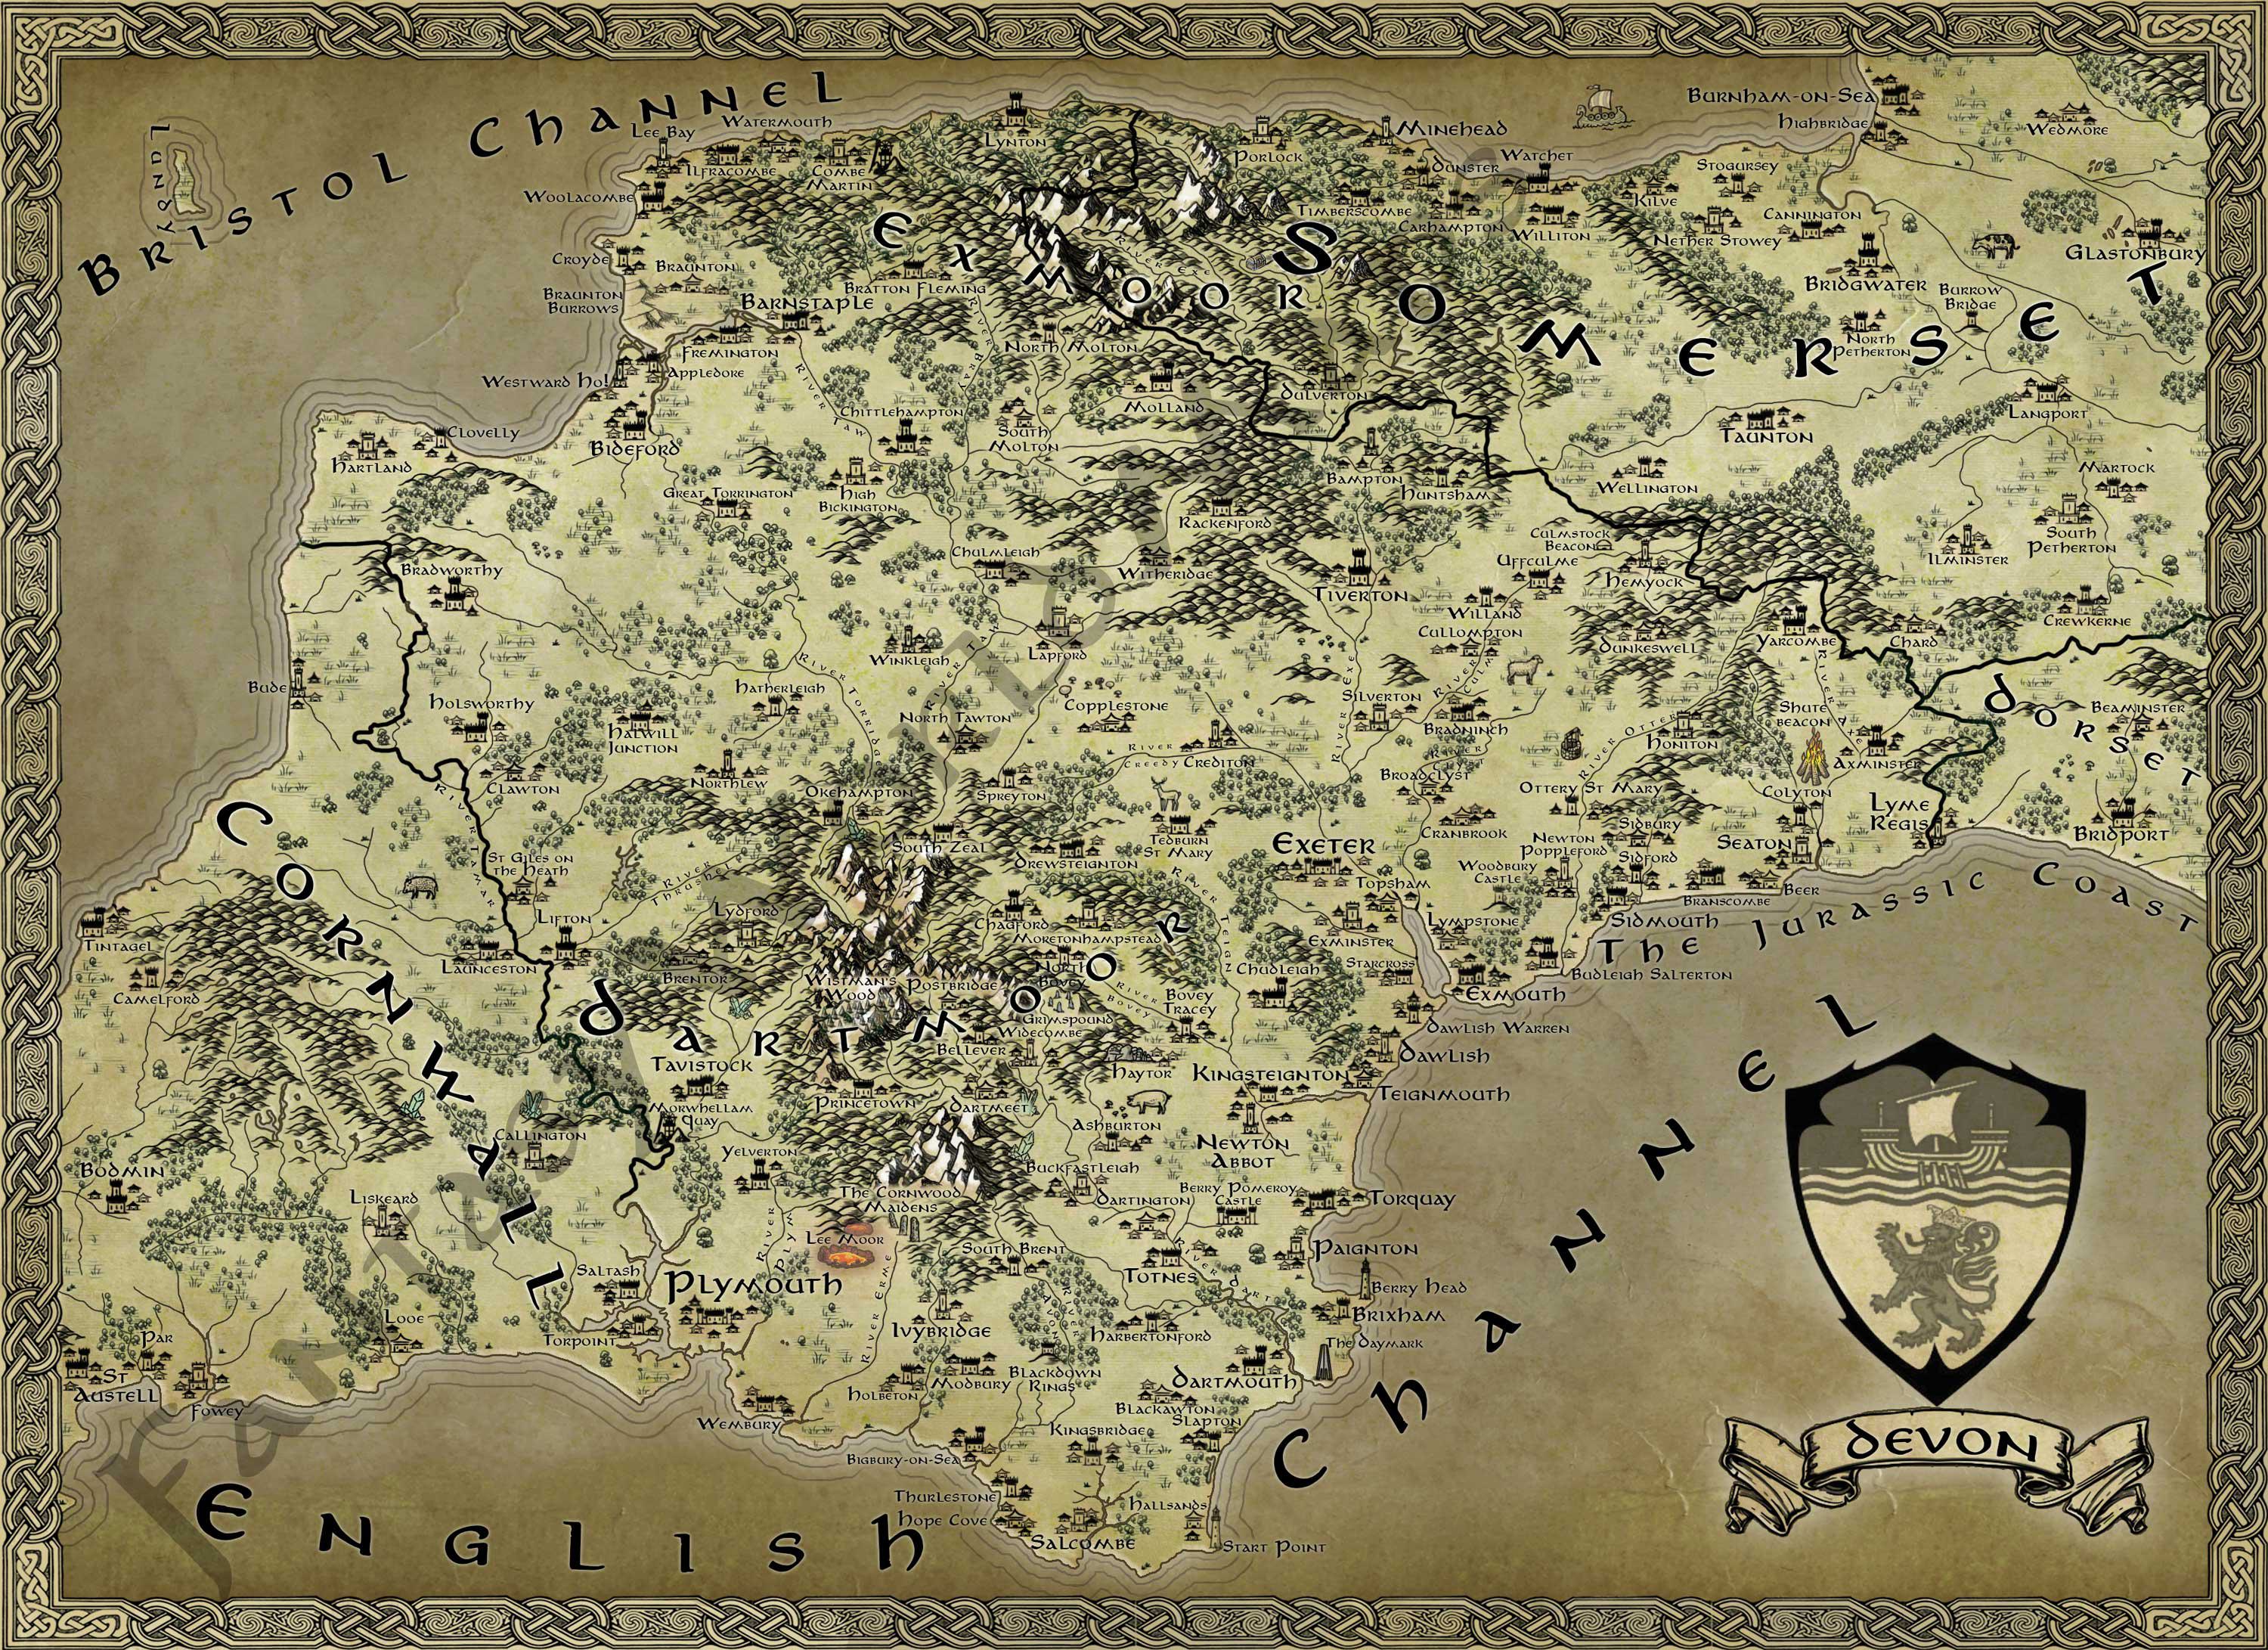 Bristol Channel
Lundy
Lee Bay
Watermouth
Ilfracombe
Combe
Martin
Lynton
Porlock
Minehead
Dunster
Watchet
Burnham-on-Sea
Highbridge
Wedmore
Woolacombe
Timberscombe
Carhampton
Williton
Kilve
Stogursey
Nether Stowey
Cannington
Glastonbury
Croyde
Braunton
Braunton
Burrows
Bratton Fleming
Exmoor
River Exe
Somerset
Bridgwater
Burrow
Bridge
North
Petherton
Barnstaple
Fremington
Appledore
Westward Ho!
River Bray
North Molton
Molland
Dulverton
River Taw
Chittlehampton
South
Molton
Langport
Taunton
Clovelly
Hartland
Bideford
Great Torrington
High
Bickington
Rackenford
Bampton
Huntsham
Wellington
Martock
South
Petherton
Ilminster
Bradworthy
Chulmleigh
Witheridge
Tiverton
Culmstock
Beacon
Uffculme
Hemyock
Willand
Cullompton
Dunkeswell
Yarcombe
Chard
Crewkerne
Winkleigh
River Taw
Lapford
Bude
Holsworthy
Halwill
Junction
Hatherleigh
River Torridge
North Tawton
Copplestone
River Creedy
Crediton
River Exe
Silverton
River Culm
Bradninch
River Clyst
Broadclyst
River Otter
Honiton
Shute
Beacon
River Axe
Axminster
Dorset
Beaminster
Clawton
Northlew
Okehampton
Spreyton
Ottery St Mary
Colyton
Lyme
Regis
Bridport
River Tamar
South Zeal
Drewsteignton
Tedburn
St Mary
Exeter
Cranbrook
Newton
Poppleford
Sidbury
Sidford
Seaton
St Giles on
the Heath
River Thrushel
River Teign
Topsham
Woodbury
Castle
Beer
Branscombe
Sidmouth
The Jurassic Coast
Cornwall
Tintagel
Camelford
Launceston
Lifton
Lydford
Brentor
Chagford
Moretonhampstead
North
Bovey
Exminster
Lympstone
Starcross
Budleigh Salterton
Exmouth
Wistman's
Wood
Postbridge
Grimspound
River Bovey
Bovey
Tracey
Chudleigh
Dartmoor
Widecombe
Bellever
Haytor
Dawlish Warren
Dawlish
Kingsteignton
Teignmouth
Tavistock
Morwhellam
Quay
Princetown
Dartmeet
Ashburton
Newton
Abbot
Callington
Bodmin
Liskeard
Yelverton
Buckfastleigh
The Cornwood
Maidens
Dartington
Berry Pomeroy
Castle
Torquay
Lee Moor
River Plym
South Brent
Totnes
River Dart
Paignton
Saltash
Plymouth
River Erme
River Avon
Berry Head
Brixham
Looe
Torpoint
Ivybridge
Harbertonford
The Daymark
Par
St
Austell
Fowey
Holbeton
Modbury
Blackdown
Rings
Dartmouth
Blackawton
Slapton
Wembury
Kingsbridge
Bigbury-on-Sea
Thurlestone
Hope Cove
Hallsands
Salcombe
Start Point
English Channel
Devon